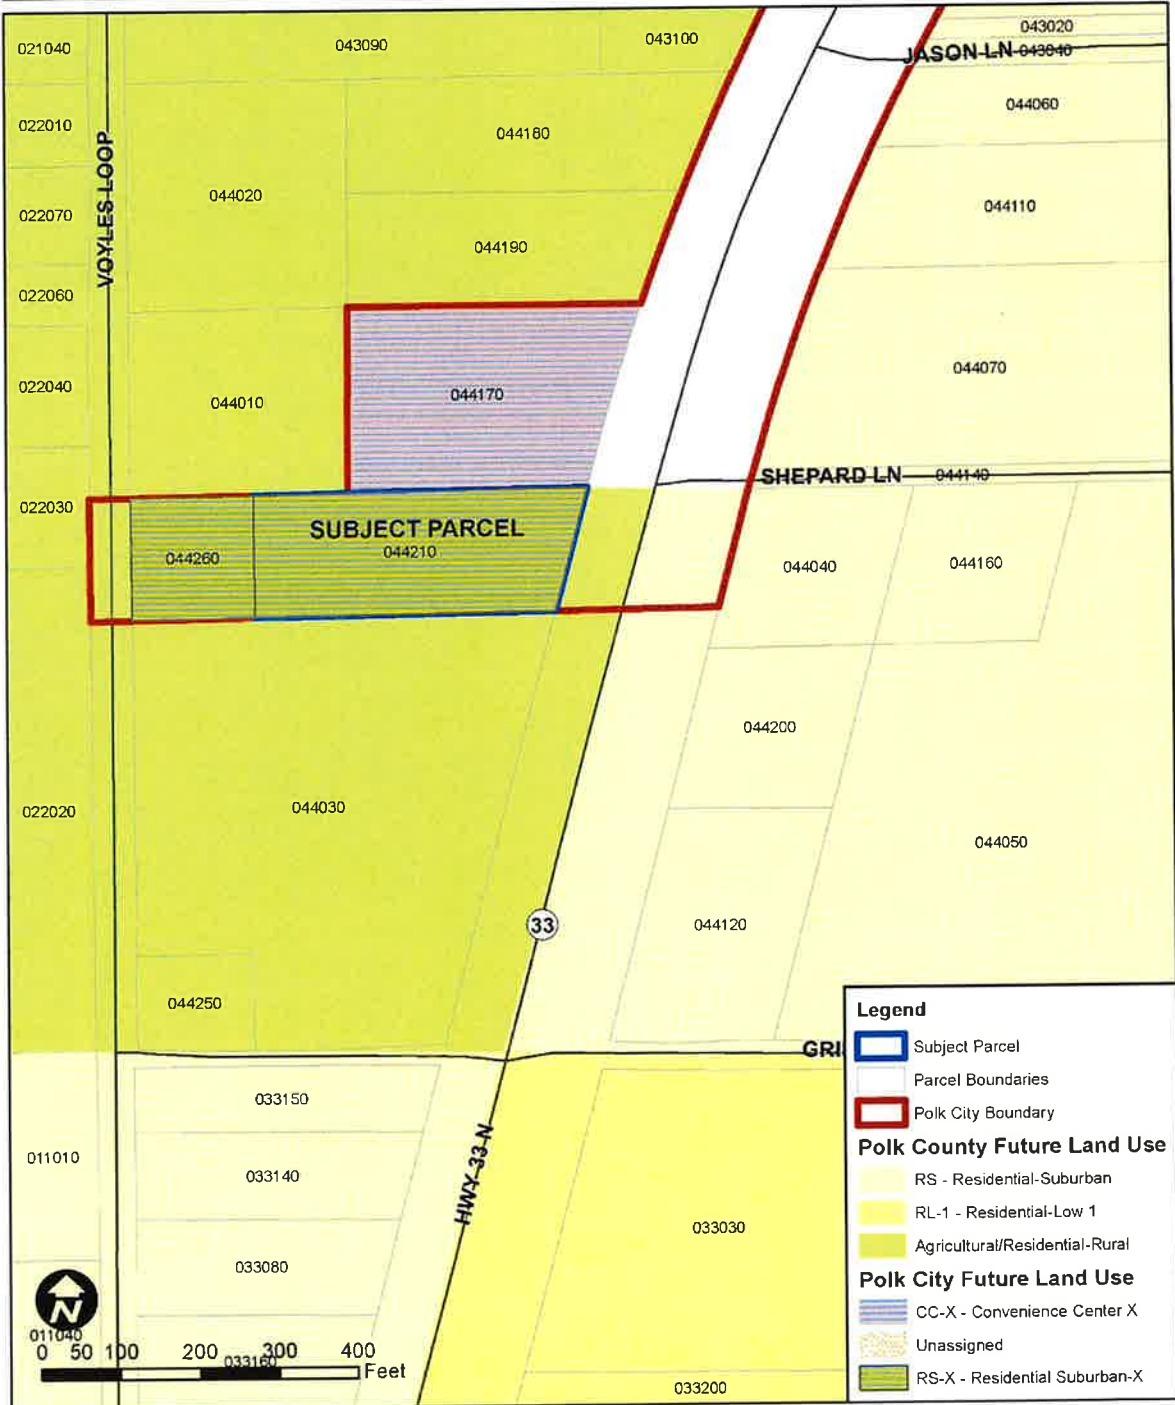 021040
043090
043100
043020
JASON LN 043040
044060
022010
VOYLES LOOP
044180
044020
022070
044110
044190
022060
044070
022040
044170
044010
SHEPARD LN 044140
022030
SUBJECT PARCEL
044210
044260
044040
044160
044200
022020
044030
044050
33
044120
044250
GRI
033150
011010
033140
HWY 33 N
033030
033080
N
011040
0 50 100 200 300 400
033160
Feet
033200
Legend
Subject Parcel
Parcel Boundaries
Polk City Boundary
Polk County Future Land Use
RS - Residential-Suburban
RL-1 - Residential-Low 1
Agricultural/Residential-Rural
Polk City Future Land Use
CC-X - Convenience Center X
Unassigned
RS-X - Residential Suburban-X